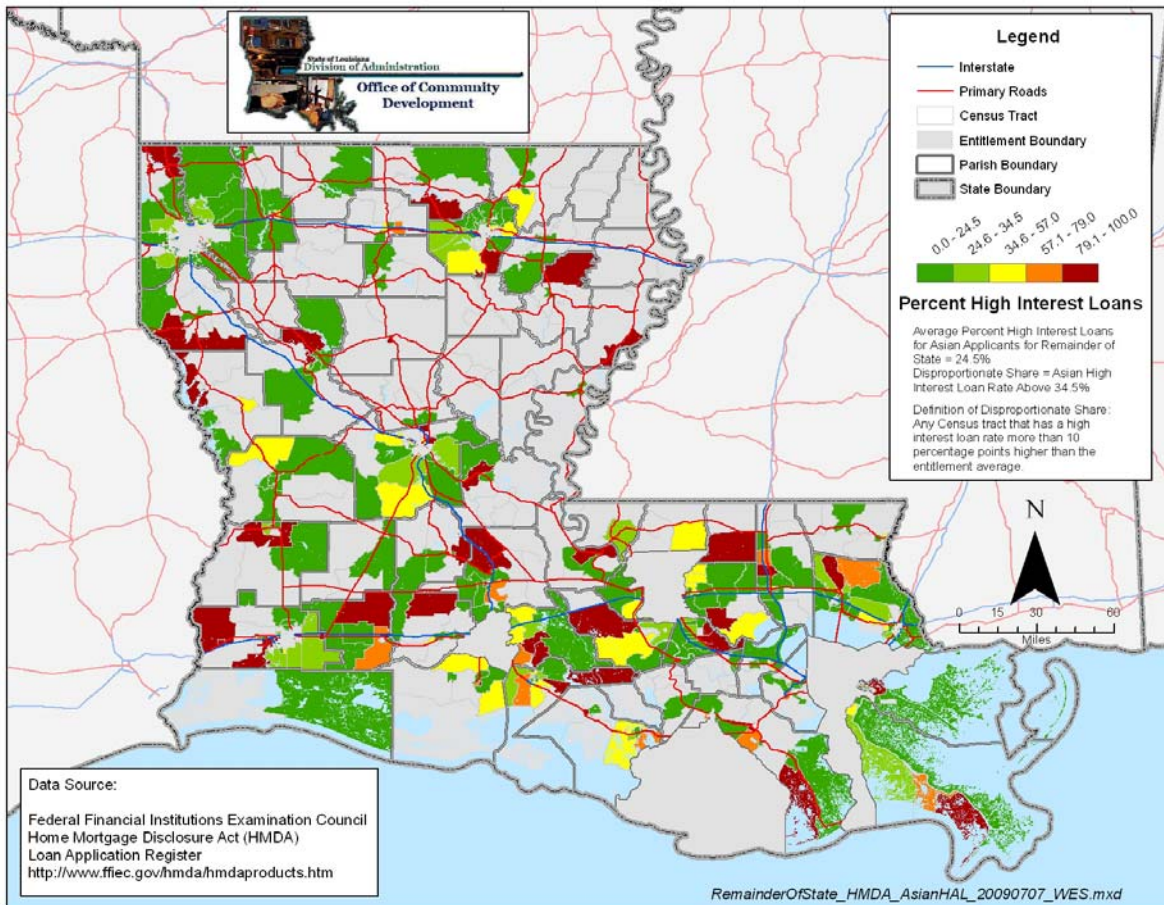 State of Louisiana
Division of Administration
Office of Community
Development
Legend
Interstate
Primary Roads
Census Tract
Entitlement Boundary
Parish Boundary
State Boundary
0.0 - 24.5
24.6 - 34.5
34.6 - 57.0
57.1 - 79.0
79.1 - 100.0
Percent High Interest Loans
Average Percent High Interest Loans
for Asian Applicants for Remainder of
State = 24.5%
Disproportionate Share = Asian High
Interest Loan Rate Above 34.5%
Definition of Disproportionate Share:
Any Census tract that has a high
interest loan rate more than 10
percentage points higher than the
entitlement average.
N
0 15 30 60
Miles
Data Source:
Federal Financial Institutions Examination Council
Home Mortgage Disclosure Act (HMDA)
Loan Application Register
http://www.ffiec.gov/hmda/hmdaproducts.htm
RemainderOfState_HMDA_AsianHAL_20090707_WES.mxd